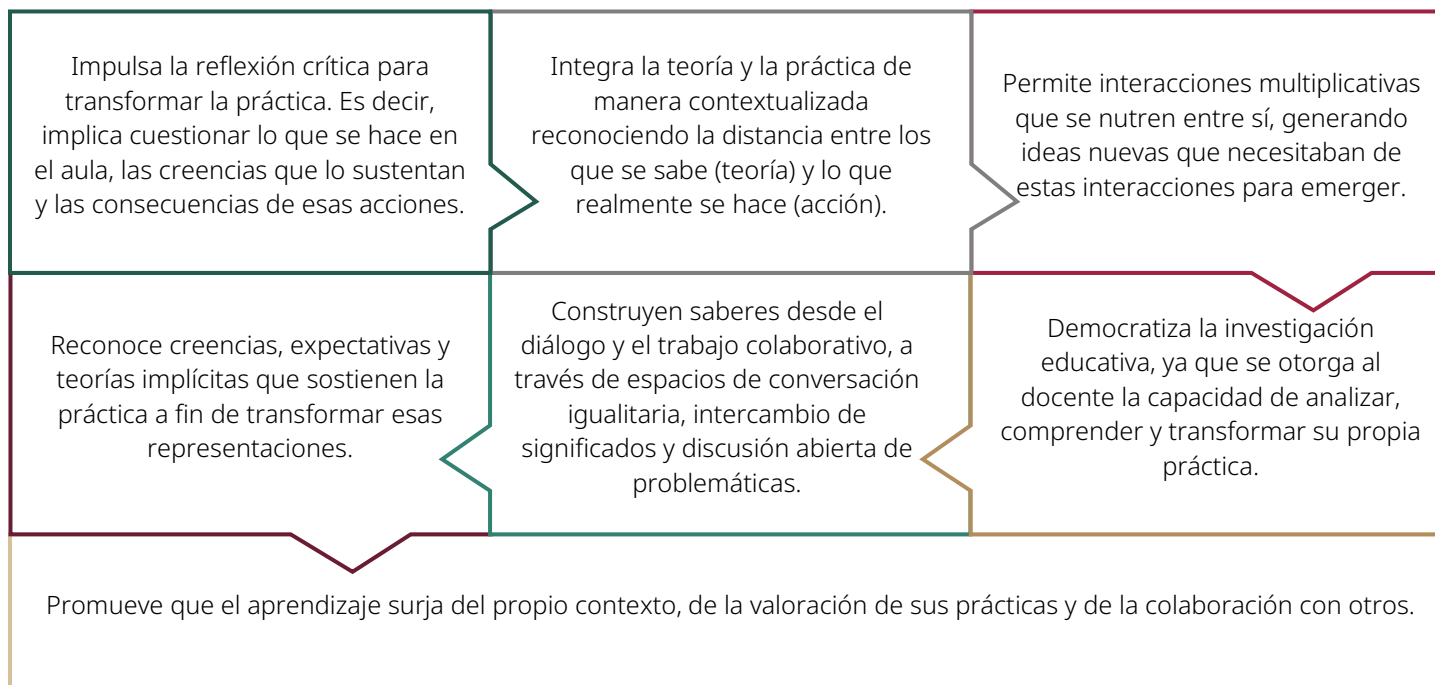 Impulsa la reflexión crítica para
transformar la práctica. Es decir,
implica cuestionar lo que se hace en
el aula, las creencias que lo sustentan
y las consecuencias de esas acciones.
Integra la teoría y la práctica de
manera contextualizada
reconociendo la distancia entre los
que se sabe (teoría) y lo que
realmente se hace (acción).
Permite interacciones multiplicativas
que se nutren entre sí, generando
ideas nuevas que necesitaban de
estas interacciones para emerger.
Democratiza la investigación
educativa, ya que se otorga al
docente la capacidad de analizar,
comprender y transformar su propia
práctica.
Construyen saberes desde el
diálogo y el trabajo colaborativo, a
través de espacios de conversación
igualitaria, intercambio de
significados y discusión abierta de
problemáticas.
Reconoce creencias, expectativas y
teorías implícitas que sostienen la
práctica a fin de transformar esas
representaciones.
Promueve que el aprendizaje surja del propio contexto, de la valoración de sus prácticas y de la colaboración con otros.